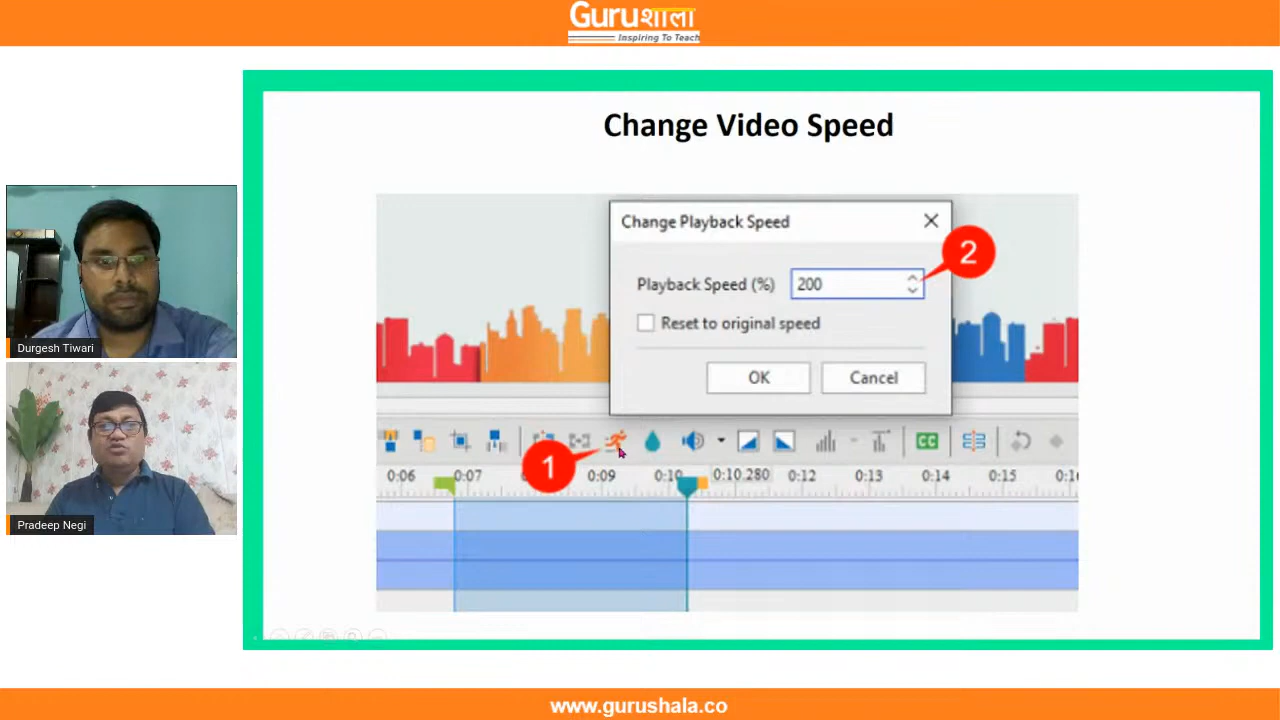 Guruशाला
Inspiring To Teach
Change Video Speed
Change Playback Speed
2
Playback Speed (%) 200
Reset to original speed
OK Cancel
CC
1
0:06 0:07 0:09 0:10 0:10.280 0:12 0:13 0:14 0:15
Durgesh Tiwari
Pradeep Negi
www.gurushala.co